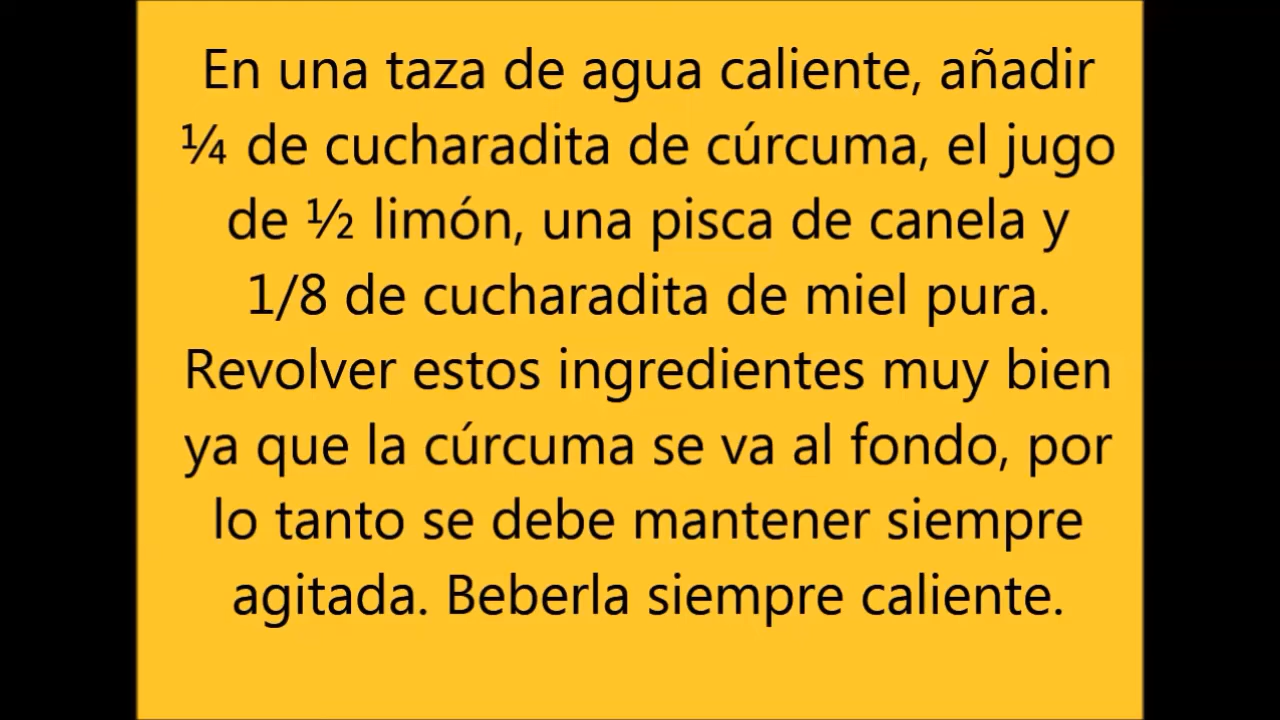 En una taza de agua caliente, añadir
¼ de cucharadita de cúrcuma, el jugo
de ½ limón, una pisca de canela y
1/8 de cucharadita de miel pura.
Revolver estos ingredientes muy bien
ya que la cúrcuma se va al fondo, por
lo tanto se debe mantener siempre
agitada. Beberla siempre caliente.